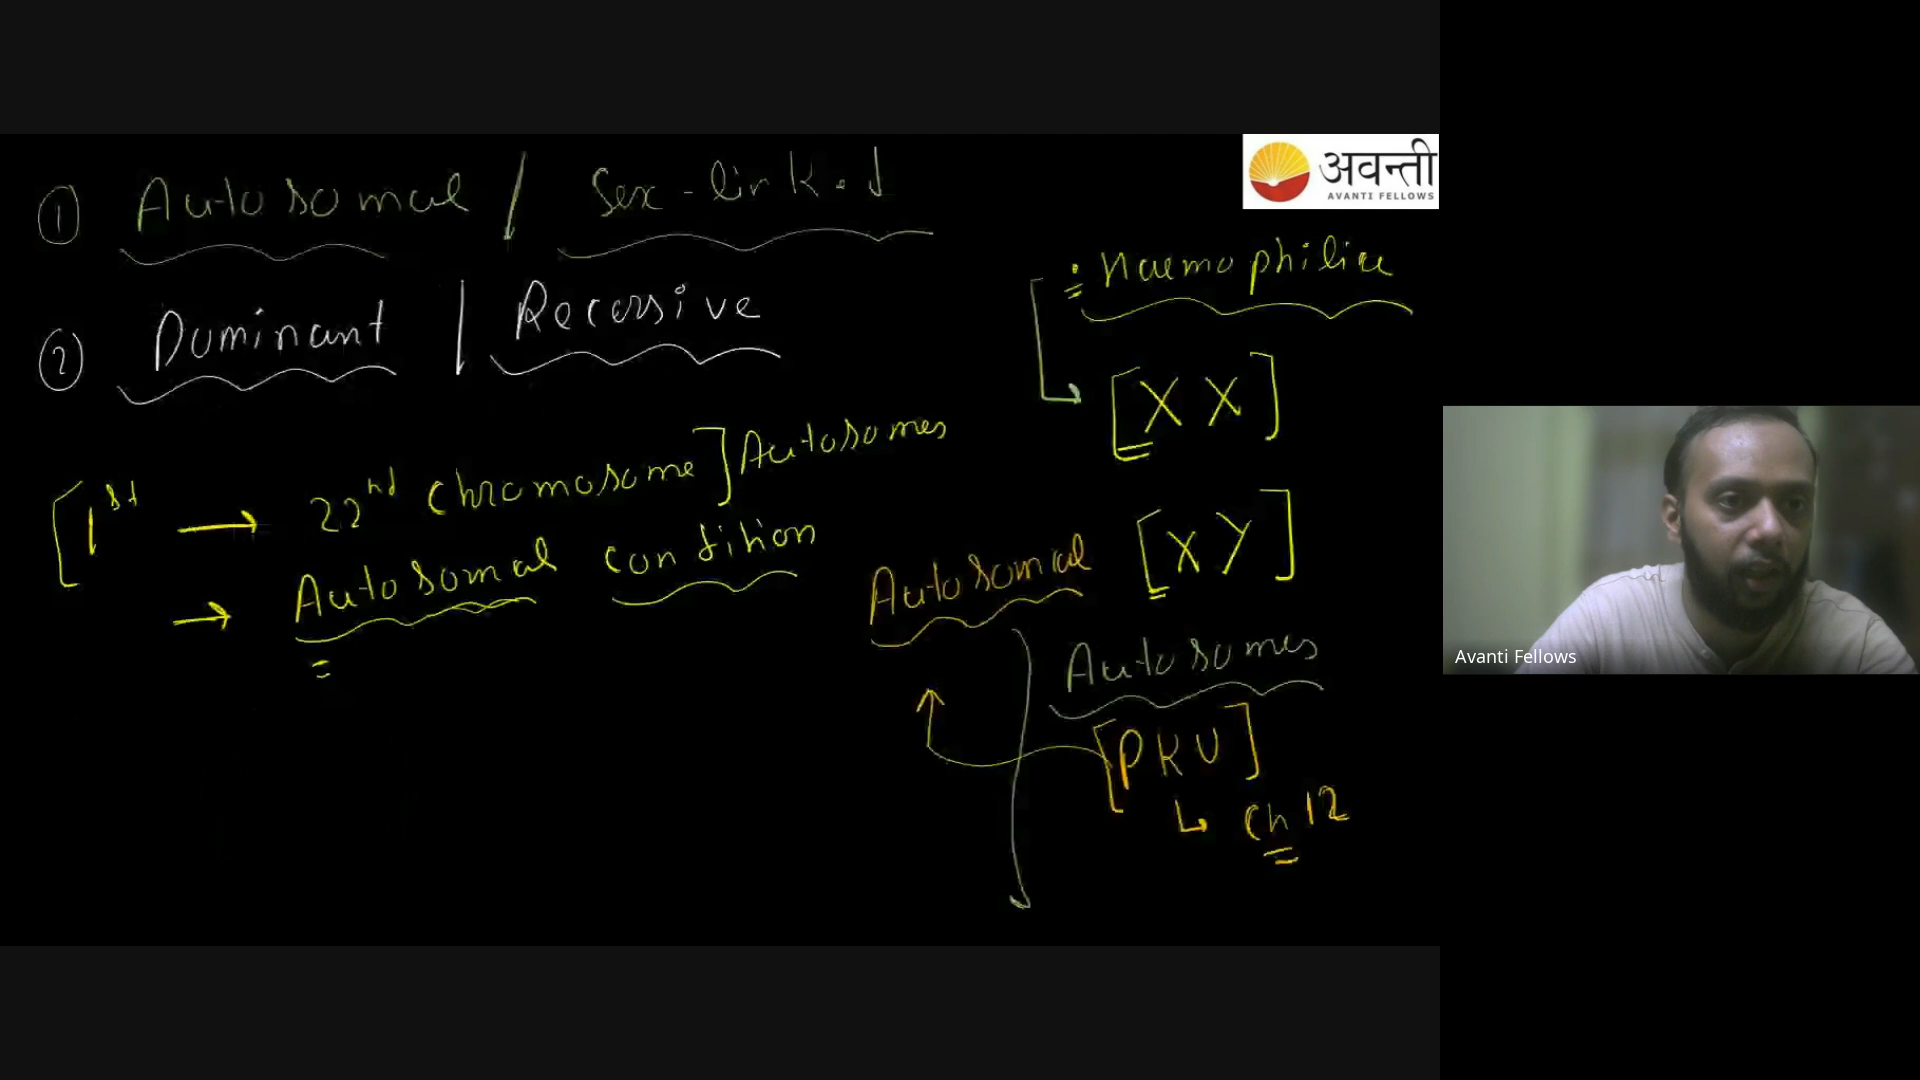 ① Autosomal / Sex-linked
② Dominant / Recessive
[1st → 22nd chromosome] Autosomes
→ Autosomal condition
अवन्ती
AVANTI FELLOWS
: Haemophilia
[XX]
[XY]
Autosomal
Autosomes
[PKU]
↳ Ch 12
Avanti Fellows